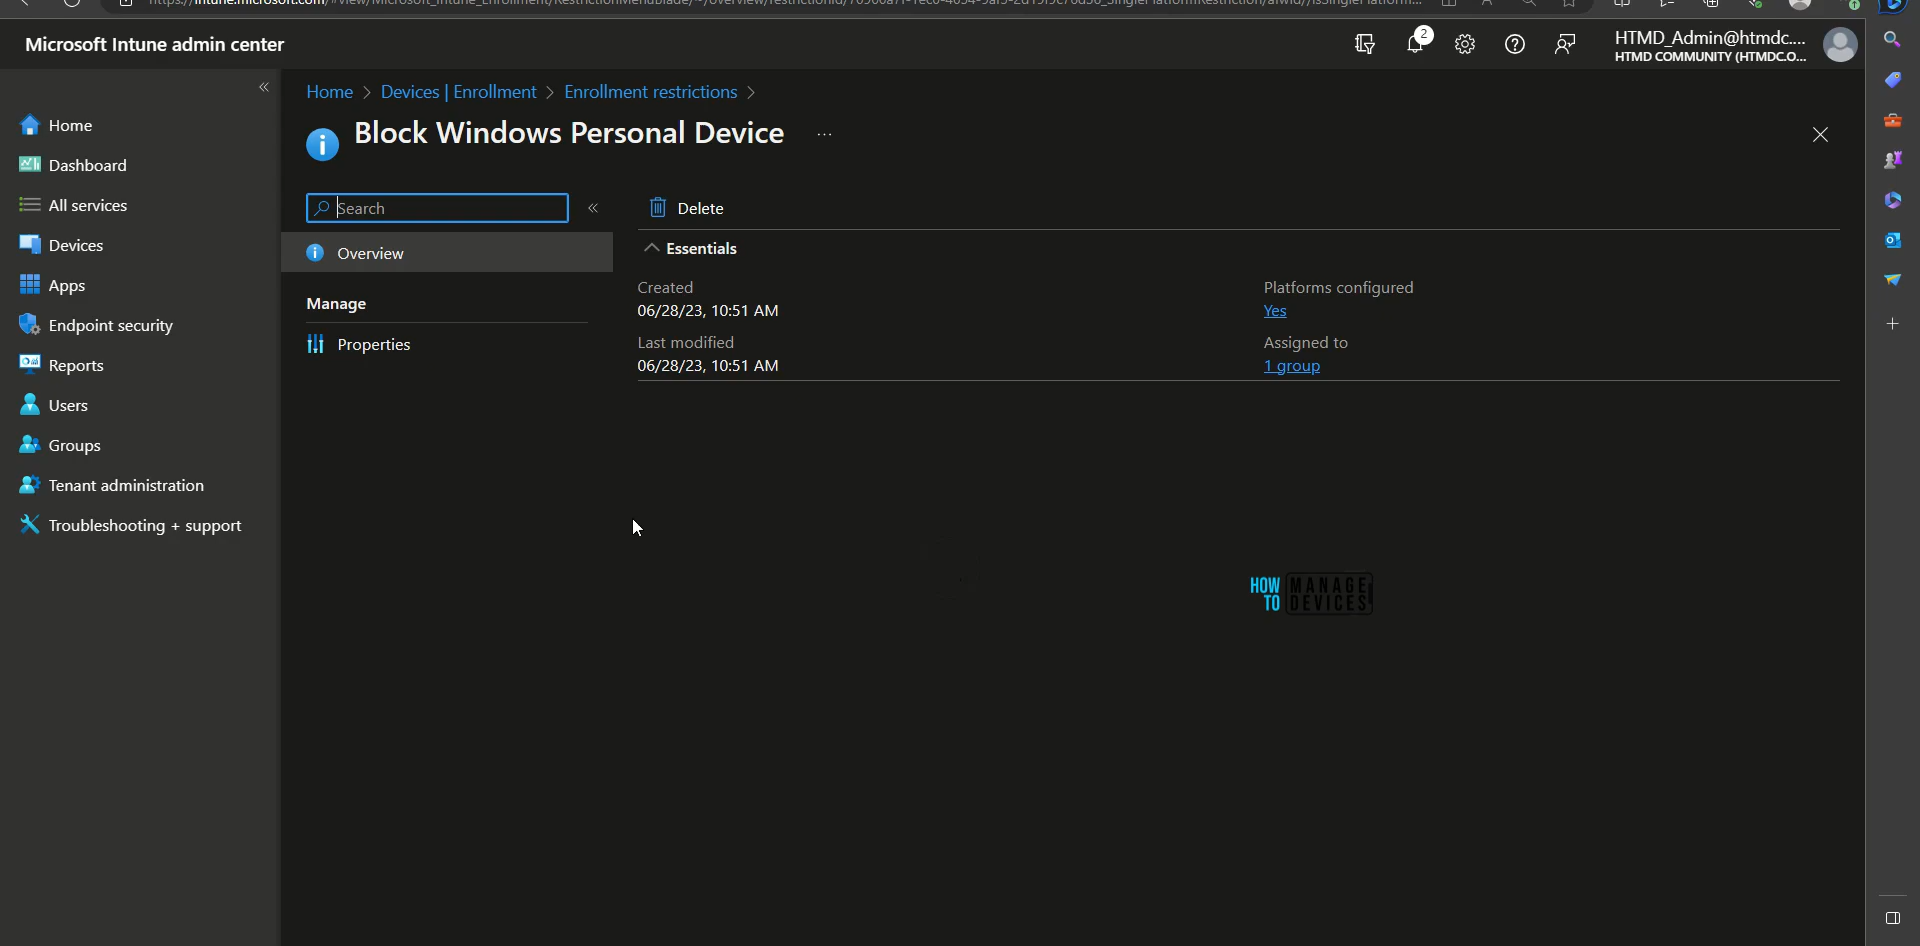 Microsoft Intune admin center
2
HTMD_Admin@htmdc....
HTMD COMMUNITY (HTMDC.O...
Home
Dashboard
All services
Devices
Apps
Endpoint security
Reports
Users
Groups
Tenant administration
Troubleshooting + support
Home > Devices | Enrollment > Enrollment restrictions >
Block Windows Personal Device ...
Search
Overview
Manage
Properties
Delete
Essentials
Created
06/28/23, 10:51 AM
Last modified
06/28/23, 10:51 AM
Platforms configured
Yes
Assigned to
1 group
HOW TO
MANAGE DEVICES